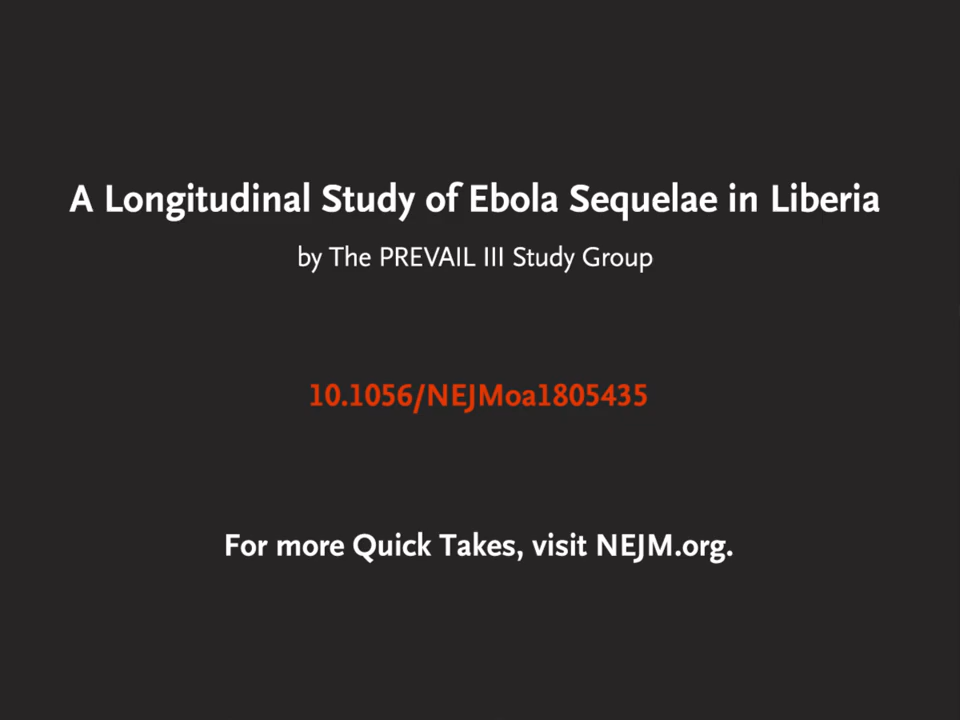 A Longitudinal Study of Ebola Sequelae in Liberia
by The PREVAIL III Study Group
10.1056/NEJMoa1805435
For more Quick Takes, visit NEJM.org.